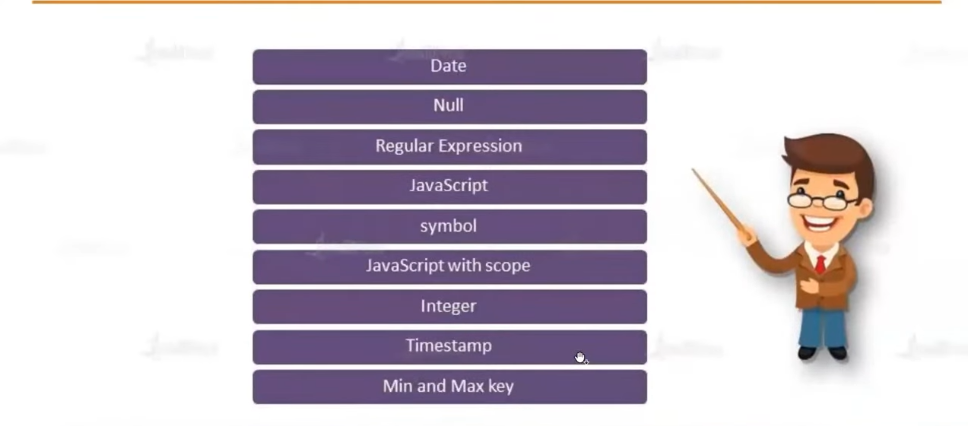 Date
Null
Regular Expression
JavaScript
symbol
JavaScript with scope
Integer
Timestamp
Min and Max key